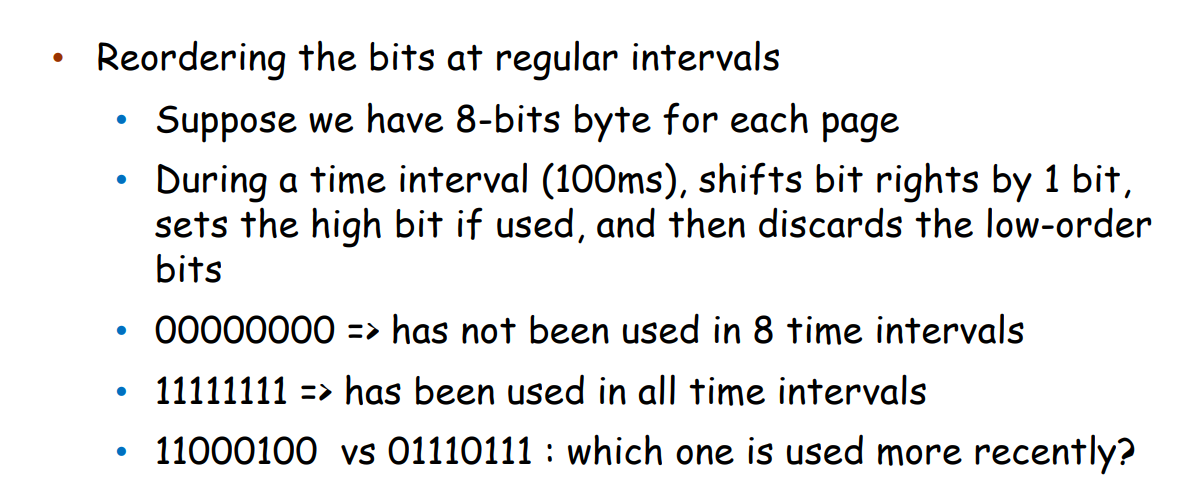 • Reordering the bits at regular intervals
• Suppose we have 8-bits byte for each page
• During a time interval (100ms), shifts bit rights by 1 bit,
sets the high bit if used, and then discards the low-order
bits
• 00000000 => has not been used in 8 time intervals
• 11111111 => has been used in all time intervals
• 11000100 vs 01110111 : which one is used more recently?